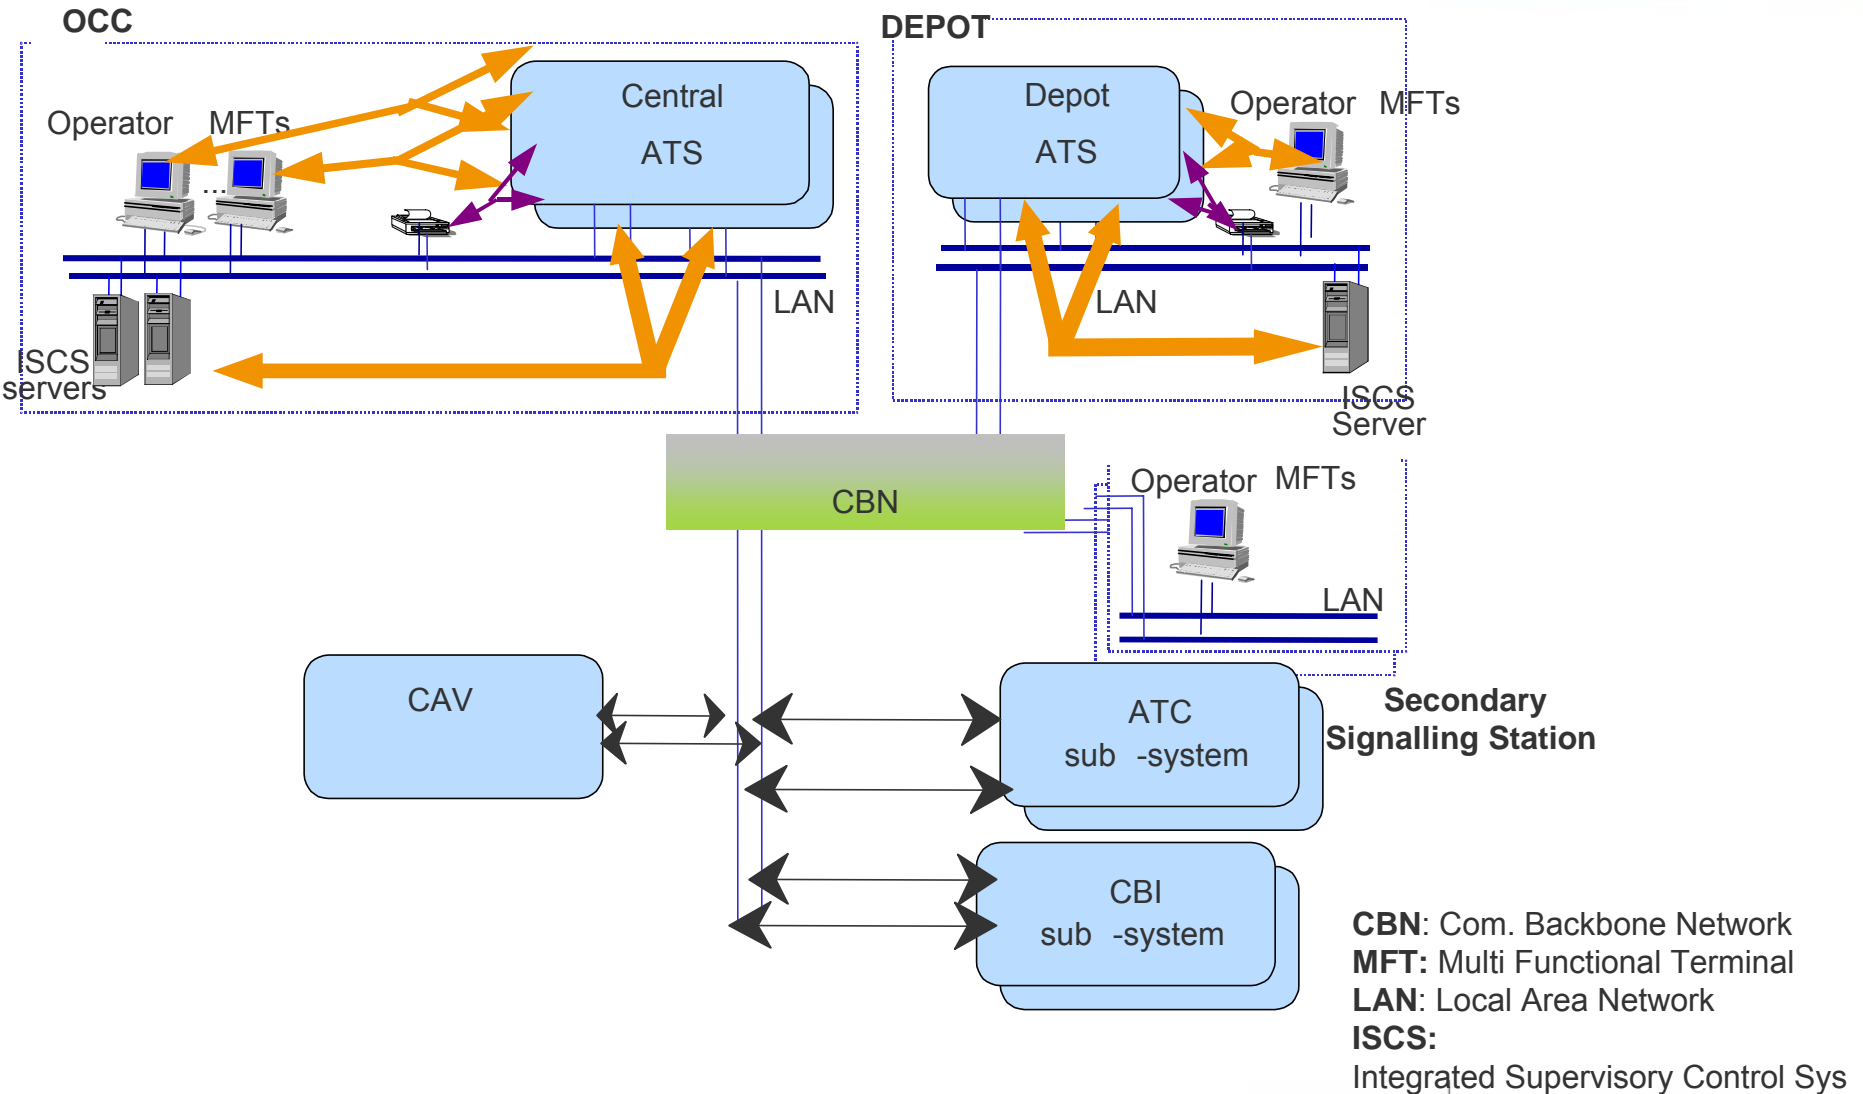 OCC
DEPOT
Central
ATS
Operator MFTs
...
LAN
ISCS
servers
Depot
ATS
Operator MFTs
LAN
ISCS
Server
CBN
Operator MFTs
LAN
CAV
ATC
sub -system
Secondary
Signalling Station
CBI
sub -system
CBN: Com. Backbone Network
MFT: Multi Functional Terminal
LAN: Local Area Network
ISCS:
Integrated Supervisory Control Sys